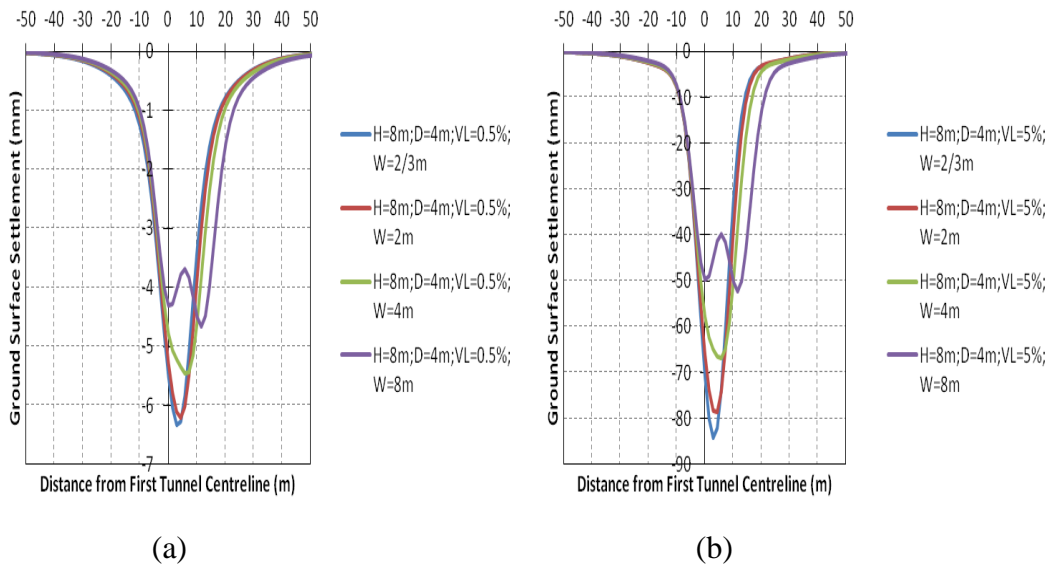 -50 -40 -30 -20 -10 0 10 20 30 40 50
0
-1
-2
-3
-4
-5
-6
-7
Ground Surface Settlement (mm)
Distance from First Tunnel Centreline (m)
H=8m;D=4m;VL=0.5%;
W=2/3m
H=8m;D=4m;VL=0.5%;
W=2m
H=8m;D=4m;VL=0.5%;
W=4m
H=8m;D=4m;VL=0.5%;
W=8m
(a)
-50 -40 -30 -20 -10 0 10 20 30 40 50
0
-10
-20
-30
-40
-50
-60
-70
-80
-90
Ground Surface Settlement (mm)
Distance from First Tunnel Centreline (m)
H=8m;D=4m;VL=5%;
W=2/3m
H=8m;D=4m;VL=5%;
W=2m
H=8m;D=4m;VL=5%;
W=4m
H=8m;D=4m;VL=5%;
W=8m
(b)